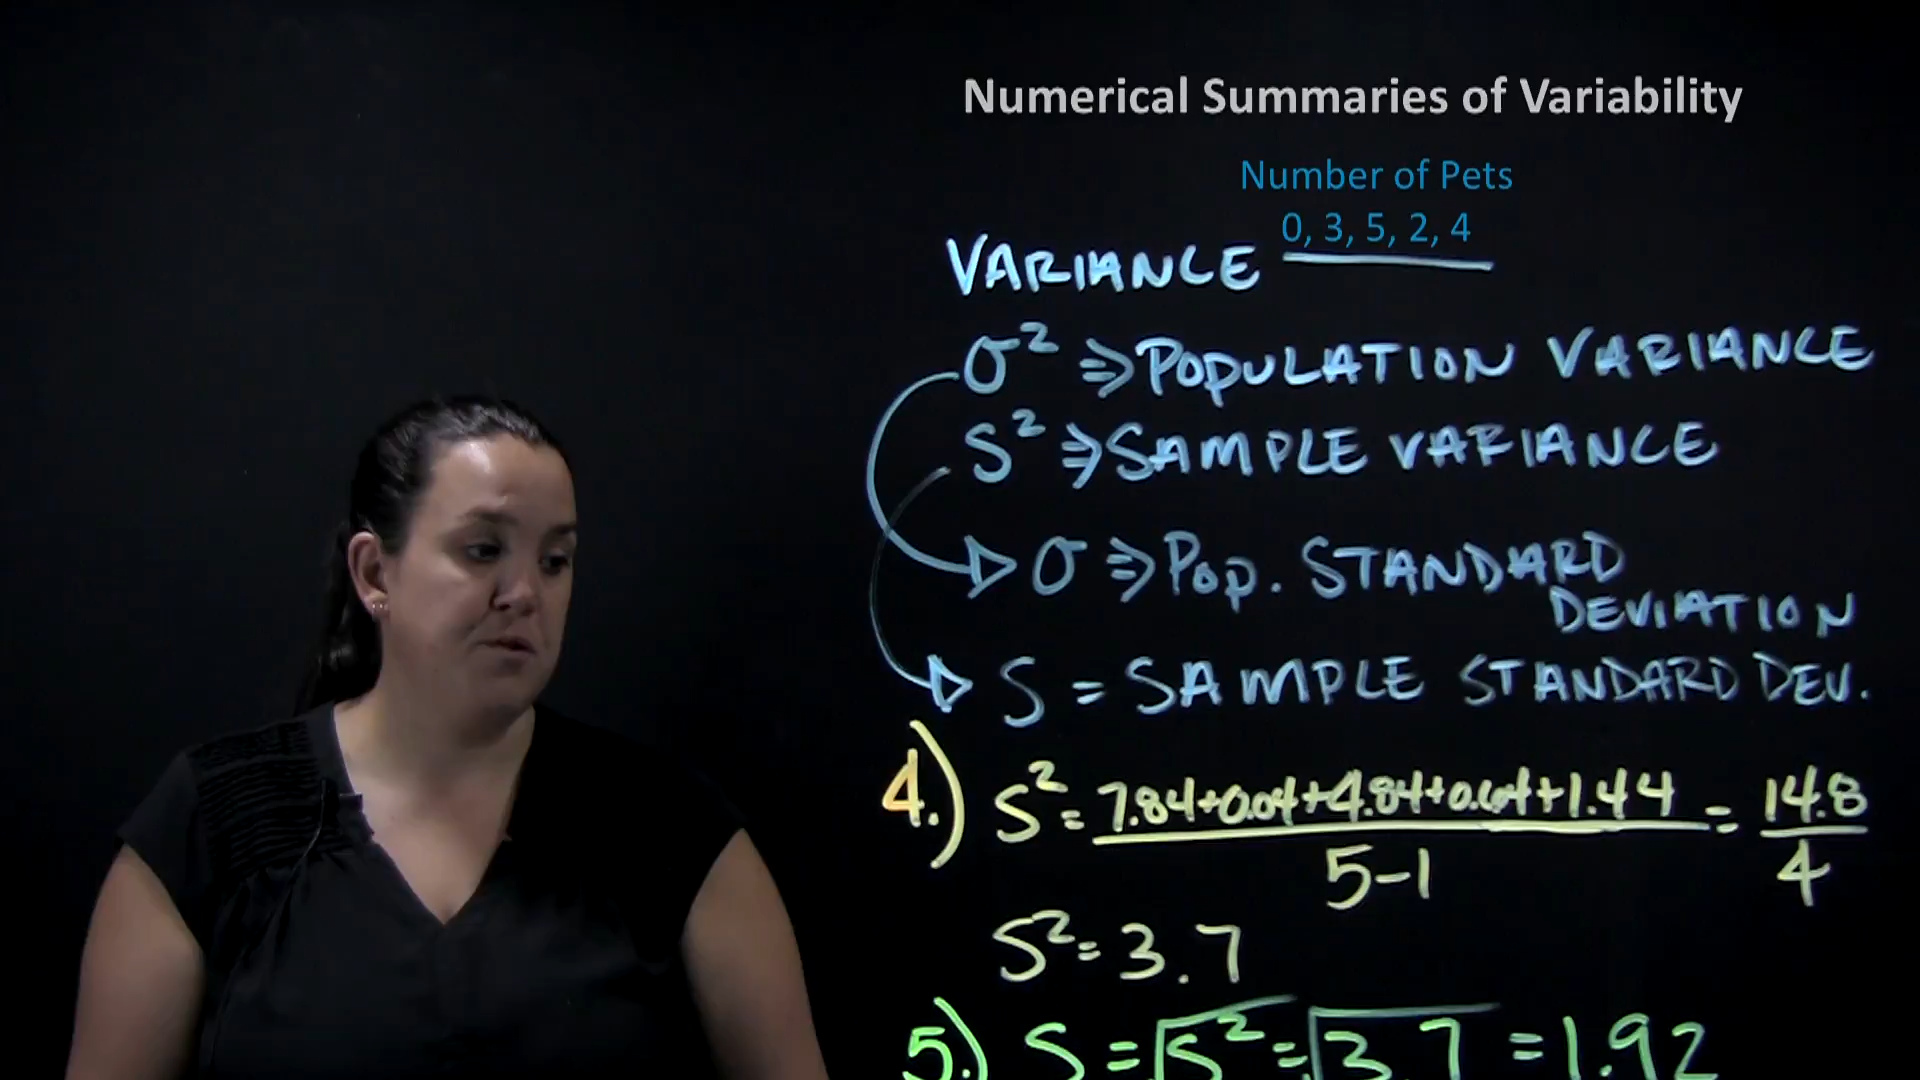 Numerical Summaries of Variability
Number of Pets
0, 3, 5, 2, 4
VARIANCE
σ² ⇒ POPULATION VARIANCE
S² ⇒ SAMPLE VARIANCE
σ ⇒ POP. STANDARD
DEVIATION
S = SAMPLE STANDARD DEV.
4.) S² = (7.84+0.04+4.84+0.64+1.44)/(5-1) = 14.8/4
S² = 3.7
5.) S = √S² = √3.7 = 1.92